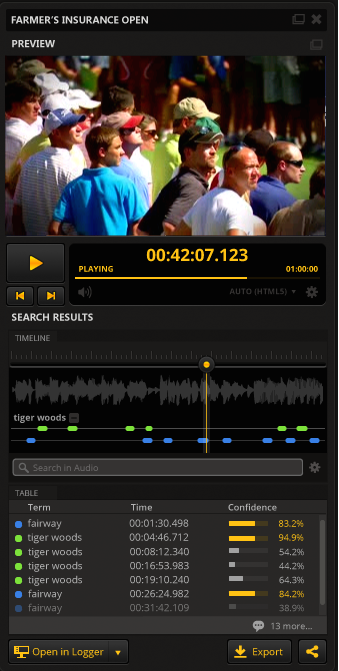 FARMER'S INSURANCE OPEN
PREVIEW
00:42:07.123
PLAYING
01:00:00
AUTO (HTML5)
SEARCH RESULTS
TIMELINE
tiger woods
Search in Audio
TABLE
Term Time Confidence
fairway 00:01:30.498 83.2%
tiger woods 00:04:46.712 94.9%
tiger woods 00:08:12.340 54.2%
tiger woods 00:16:53.983 44.2%
tiger woods 00:19:10.240 64.3%
fairway 00:26:24.982 84.2%
fairway 00:31:42.109 38.9%
13 more...
Open in Logger Export